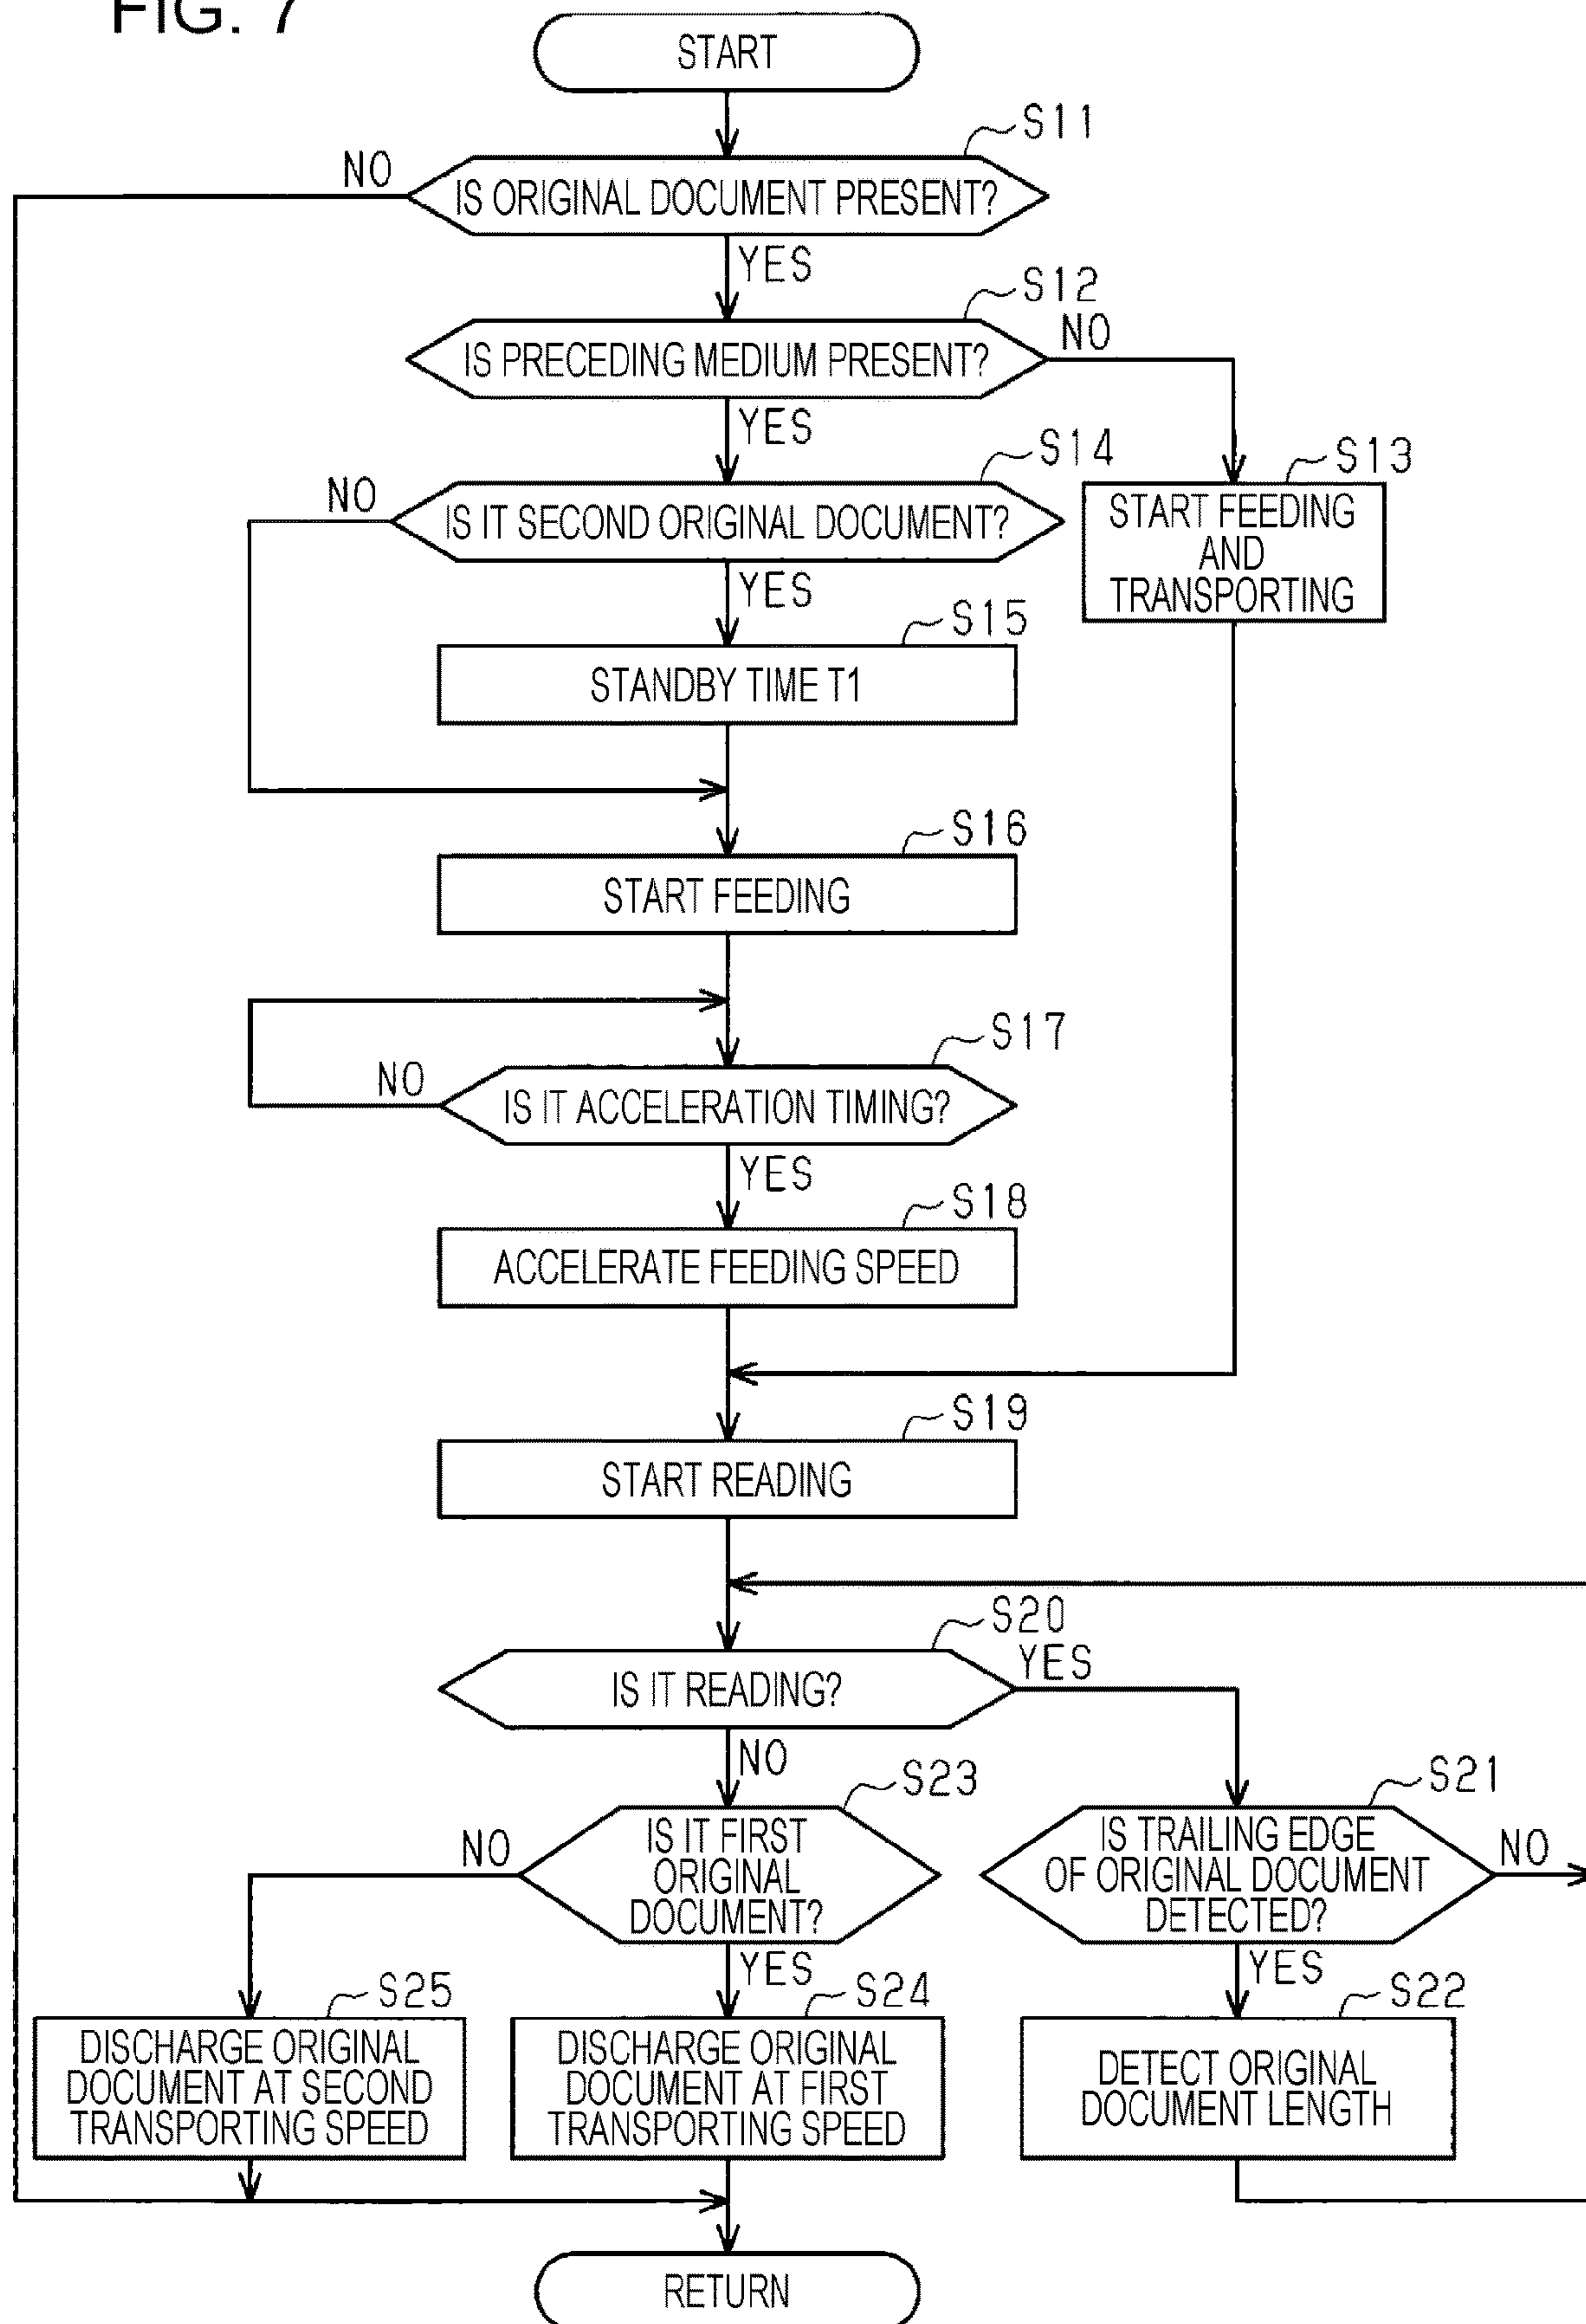 FIG. 7
START
S11
NO
IS ORIGINAL DOCUMENT PRESENT?
YES
S12
NO
IS PRECEDING MEDIUM PRESENT?
YES
S14
S13
NO
IS IT SECOND ORIGINAL DOCUMENT?
START FEEDING
AND
TRANSPORTING
YES
S15
STANDBY TIME T1
S16
START FEEDING
S17
NO
IS IT ACCELERATION TIMING?
YES
S18
ACCELERATE FEEDING SPEED
S19
START READING
S20
YES
IS IT READING?
NO
S23
S21
NO
IS IT FIRST
ORIGINAL
DOCUMENT?
IS TRAILING EDGE
OF ORIGINAL DOCUMENT
DETECTED?
NO
YES
YES
S25
S24
S22
DISCHARGE ORIGINAL
DOCUMENT AT SECOND
TRANSPORTING SPEED
DISCHARGE ORIGINAL
DOCUMENT AT FIRST
TRANSPORTING SPEED
DETECT ORIGINAL
DOCUMENT LENGTH
RETURN